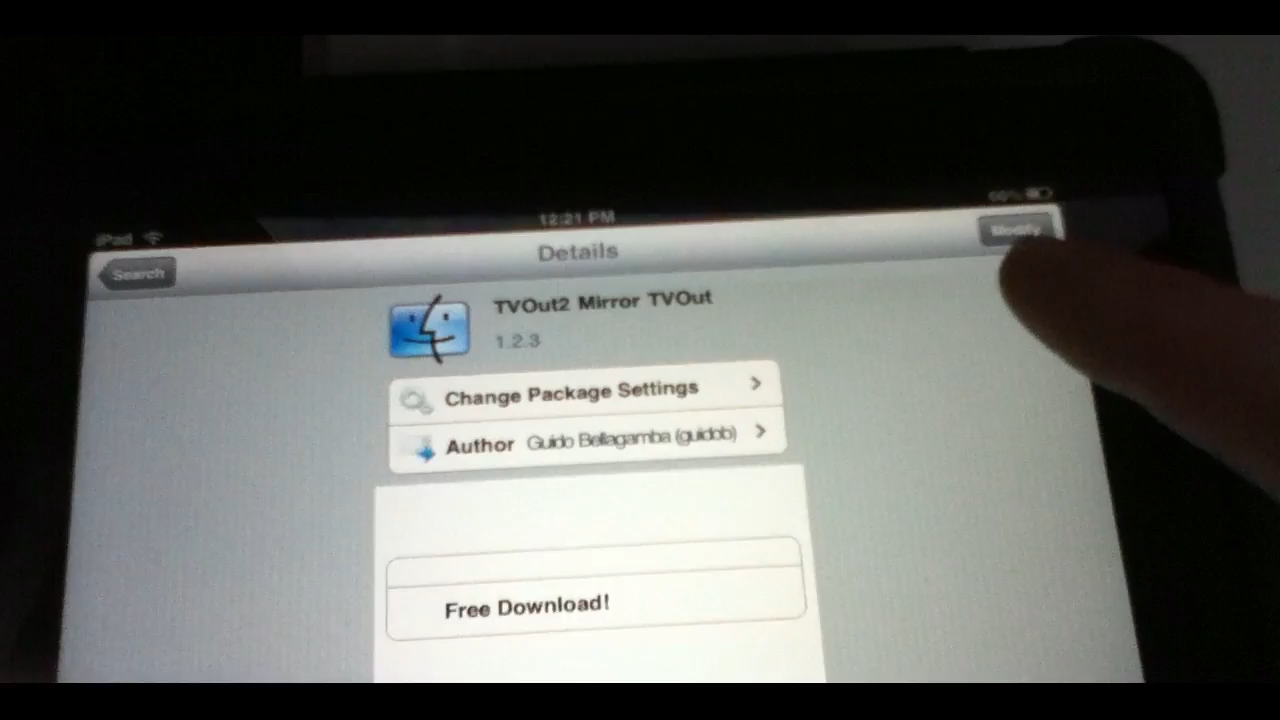 iPad
12:21 PM
Search
Details
Modify
TVOut2 Mirror TVOut
1.2.3
Change Package Settings
Author Guido Bellagamba (guidob)
Free Download!